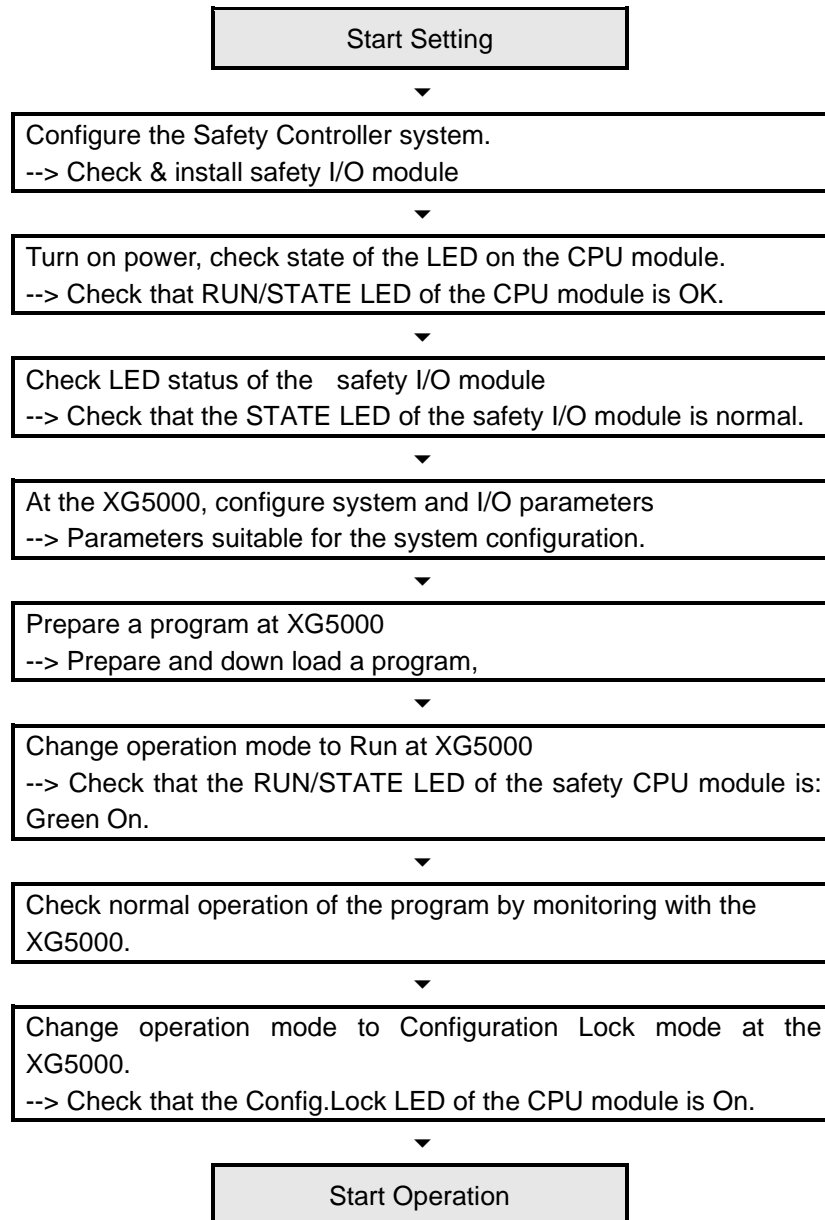 Start Setting
Configure the Safety Controller system.
--> Check & install safety I/O module
Turn on power, check state of the LED on the CPU module.
--> Check that RUN/STATE LED of the CPU module is OK.
Check LED status of the safety I/O module
--> Check that the STATE LED of the safety I/O module is normal.
At the XG5000, configure system and I/O parameters
--> Parameters suitable for the system configuration.
Prepare a program at XG5000
--> Prepare and down load a program,
Change operation mode to Run at XG5000
--> Check that the RUN/STATE LED of the safety CPU module is:
Green On.
Check normal operation of the program by monitoring with the
XG5000.
Change operation mode to Configuration Lock mode at the
XG5000.
--> Check that the Config.Lock LED of the CPU module is On.
Start Operation